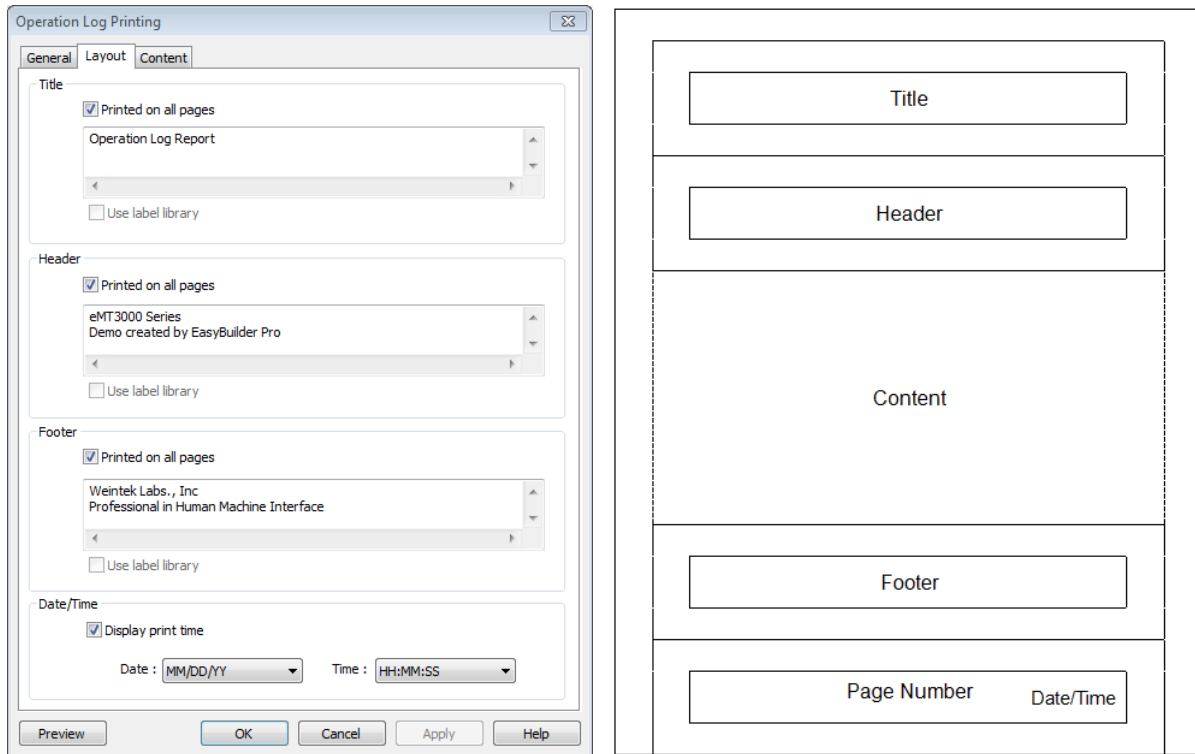 Operation Log Printing
General Layout Content
Title
Printed on all pages
Operation Log Report
Use label library
Header
Printed on all pages
eMT3000 Series
Demo created by EasyBuilder Pro
Use label library
Footer
Printed on all pages
Weintek Labs., Inc
Professional in Human Machine Interface
Use label library
Date/Time
Display print time
Date : MM/DD/YY Time : HH:MM:SS
Preview OK Cancel Apply Help
Title
Header
Content
Footer
Page Number Date/Time